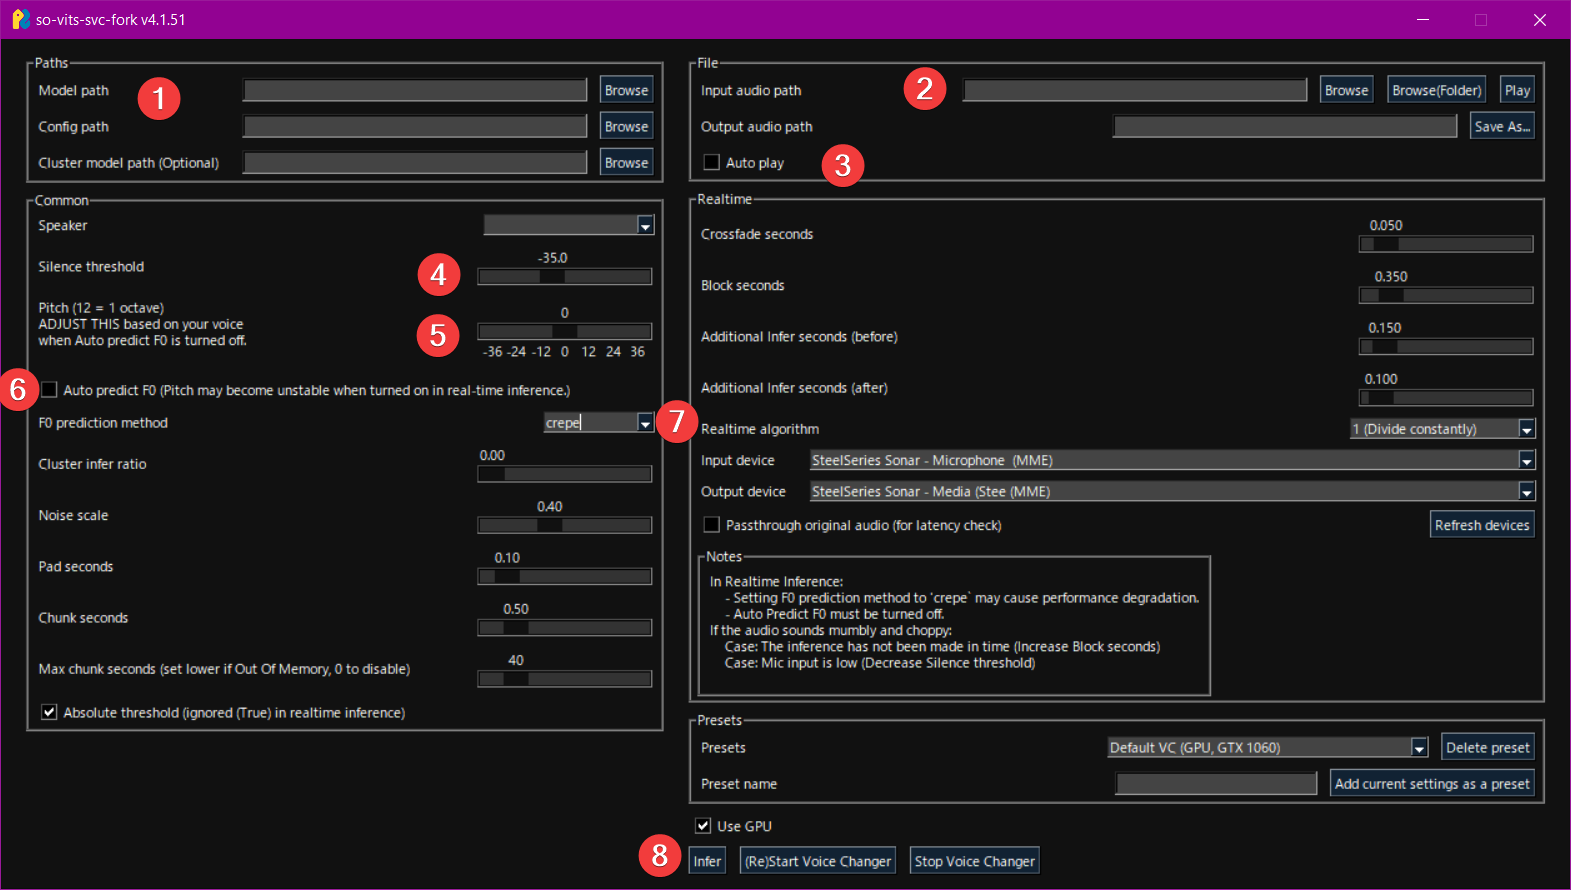 so-vits-svc-fork v4.1.51
Paths
Model path
1
Browse
Config path
Browse
Cluster model path (Optional)
Browse
Common
Speaker
Silence threshold
4
-35.0
Pitch (12 = 1 octave)
ADJUST THIS based on your voice
when Auto predict F0 is turned off.
5
0
-36 -24 -12 0 12 24 36
6
Auto predict F0 (Pitch may become unstable when turned on in real-time inference.)
F0 prediction method
crepe
7
Cluster infer ratio
0.00
Noise scale
0.40
Pad seconds
0.10
Chunk seconds
0.50
Max chunk seconds (set lower if Out Of Memory, 0 to disable)
40
Absolute threshold (ignored (True) in realtime inference)
File
Input audio path
2
Browse
Browse(Folder)
Play
Output audio path
Save As...
Auto play
3
Realtime
Crossfade seconds
0.050
Block seconds
0.350
Additional Infer seconds (before)
0.150
Additional Infer seconds (after)
0.100
Realtime algorithm
1 (Divide constantly)
Input device
SteelSeries Sonar - Microphone (MME)
Output device
SteelSeries Sonar - Media (Stee (MME)
Passthrough original audio (for latency check)
Refresh devices
Notes
In Realtime Inference:
- Setting F0 prediction method to `crepe` may cause performance degradation.
- Auto Predict F0 must be turned off.
If the audio sounds mumbly and choppy:
Case: The inference has not been made in time (Increase Block seconds)
Case: Mic input is low (Decrease Silence threshold)
Presets
Presets
Default VC (GPU, GTX 1060)
Delete preset
Preset name
Add current settings as a preset
Use GPU
8
Infer
(Re)Start Voice Changer
Stop Voice Changer